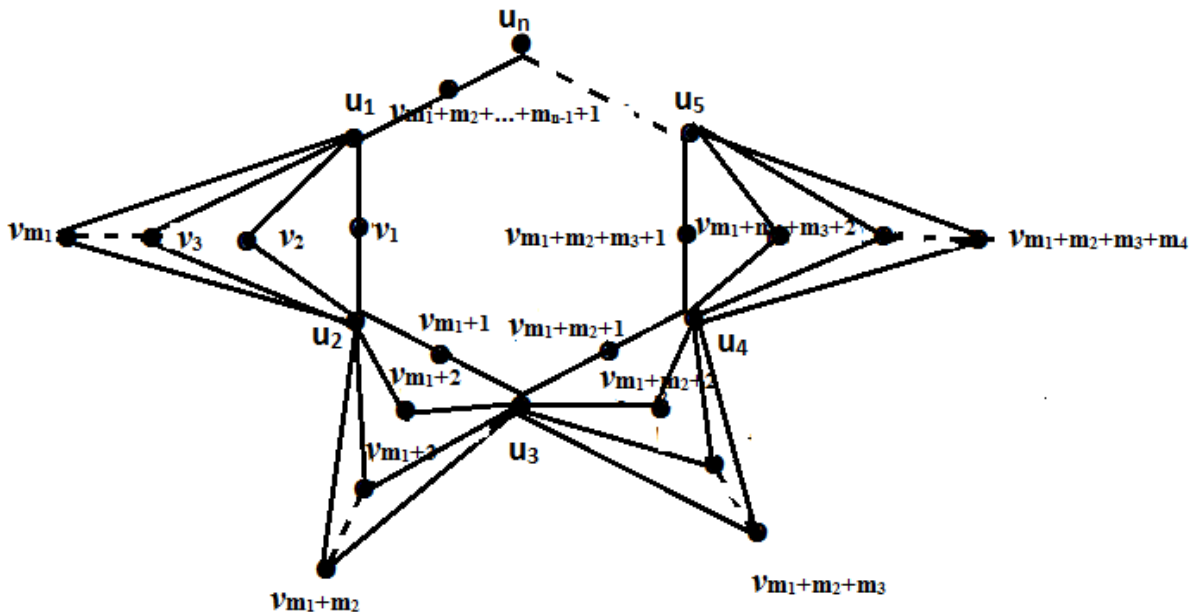 uₙ
u₁
u₅
vm₁+m₂+...+mₙ₋₁+1
vm₁
v₃
v₂
v₁
vm₁+m₂+m₃+1
vm₁+m₂+m₃+2
vm₁+m₂+m₃+m₄
u₂
vm₁+1
vm₁+m₂+1
u₄
vm₁+2
vm₁+m₂+2
u₃
vm₁+3
vm₁+m₂
vm₁+m₂+m₃